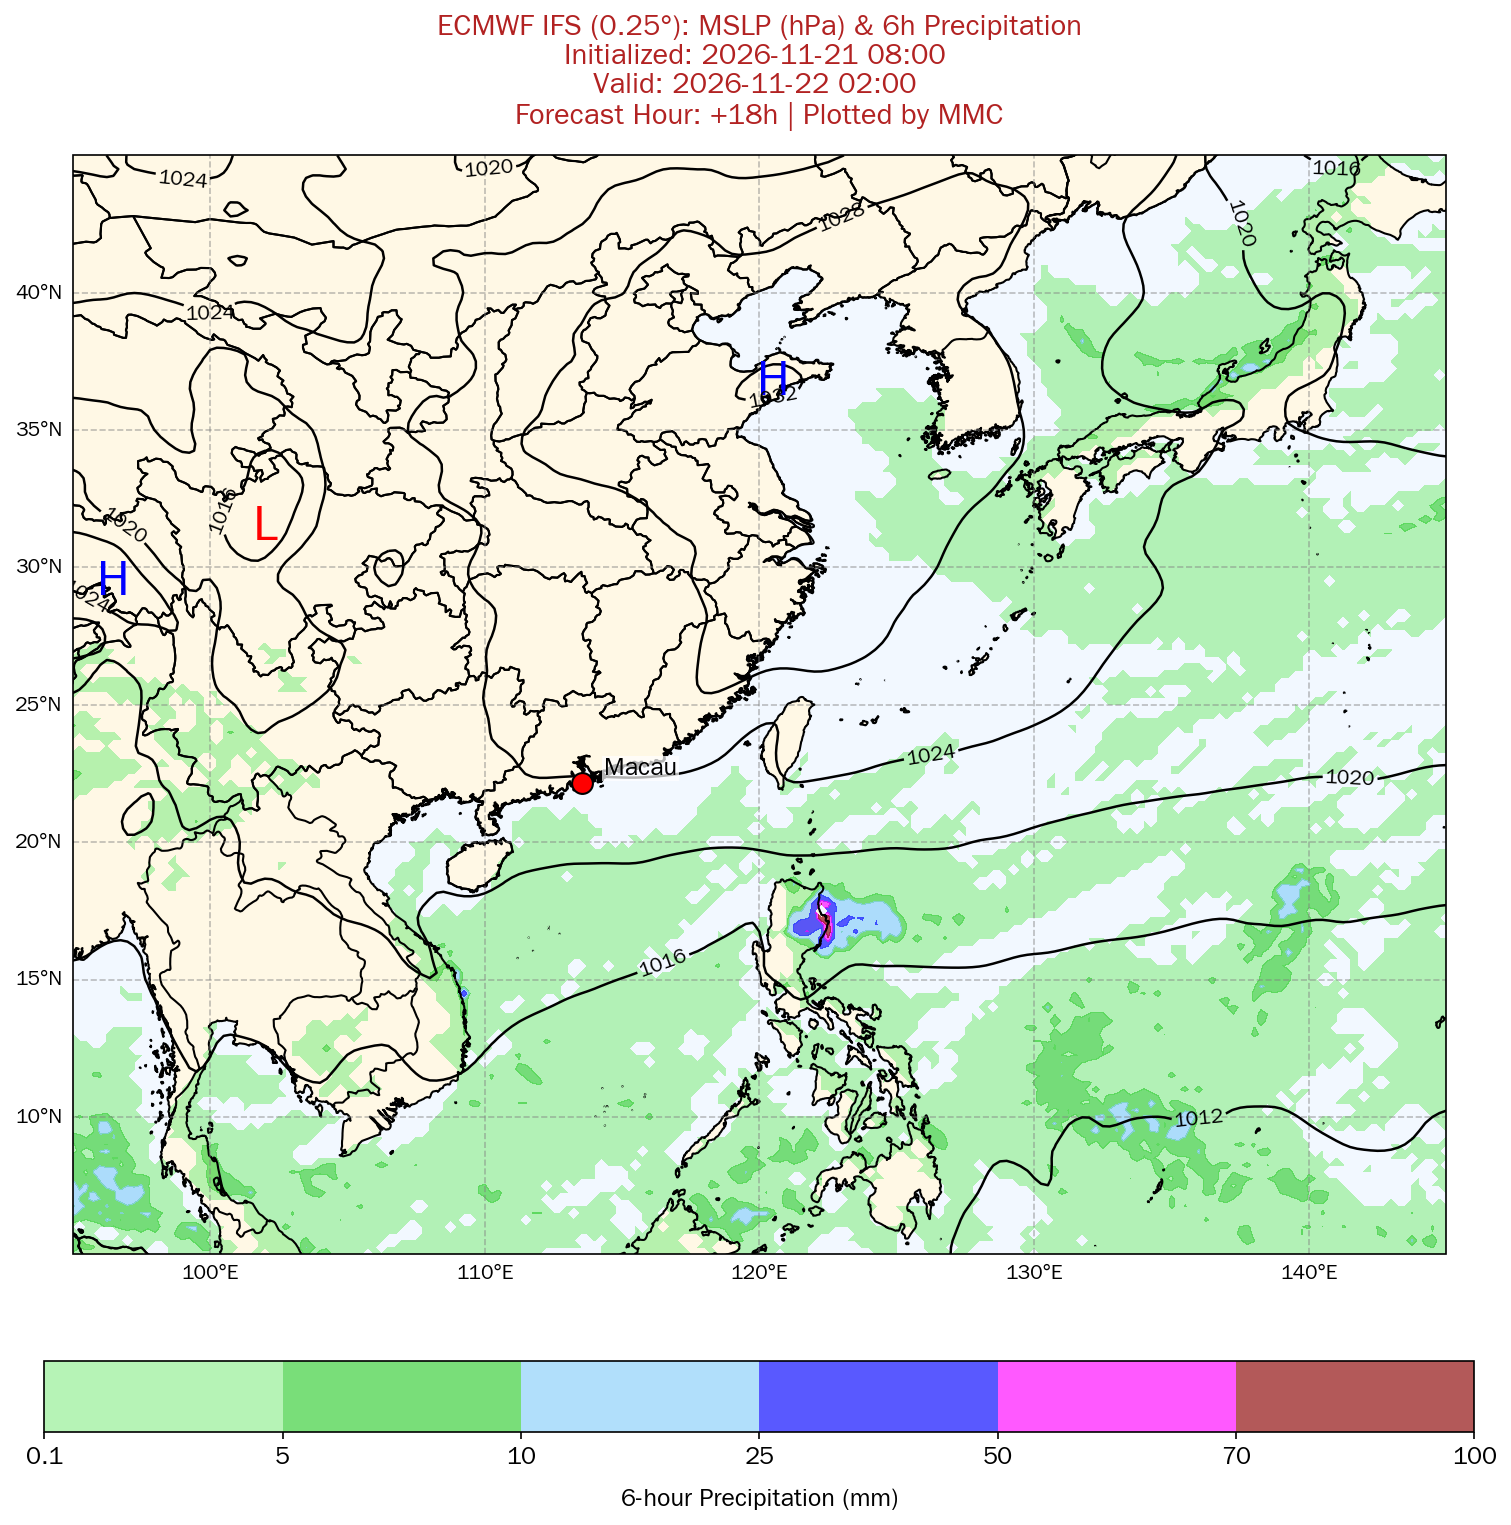 ECMWF IFS (0.25°): MSLP (hPa) & 6h Precipitation
Initialized: 2026-11-21 08:00
Valid: 2026-11-22 02:00
Forecast Hour: +18h | Plotted by MMC
1024
1020
1016
1028
1020
40°N
1024
H
1032
35°N
1016
1020
L
30°N
H
1024
25°N
1024
Macau
1020
20°N
1016
15°N
10°N
1012
100°E
110°E
120°E
130°E
140°E
0.1
5
10
25
50
70
100
6-hour Precipitation (mm)